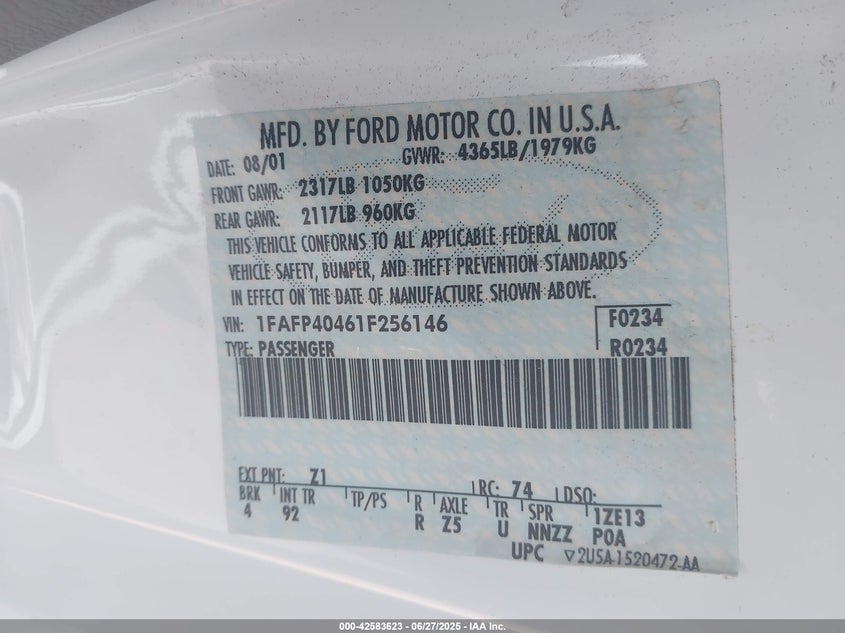 MFD. BY FORD MOTOR CO. IN U.S.A.
DATE: 08/01 GVWR: 4365LB/1979KG
FRONT GAWR: 2317LB 1050KG
REAR GAWR: 2117LB 960KG
THIS VEHICLE CONFORMS TO ALL APPLICABLE FEDERAL MOTOR
VEHICLE SAFETY, BUMPER, AND THEFT PREVENTION STANDARDS
IN EFFECT ON THE DATE OF MANUFACTURE SHOWN ABOVE.
VIN: 1FAFP40461F256146 F0234
TYPE: PASSENGER R0234
EXT PNT: Z1 RC: 74 DSO:
BRK INT TR TP/PS R AXLE TR SPR 1ZE13
4 92 R Z5 U NNZZ P0A
UPC ▽2U5A-1520472-AA
000-42583623 - 06/27/2025 - IAA Inc.